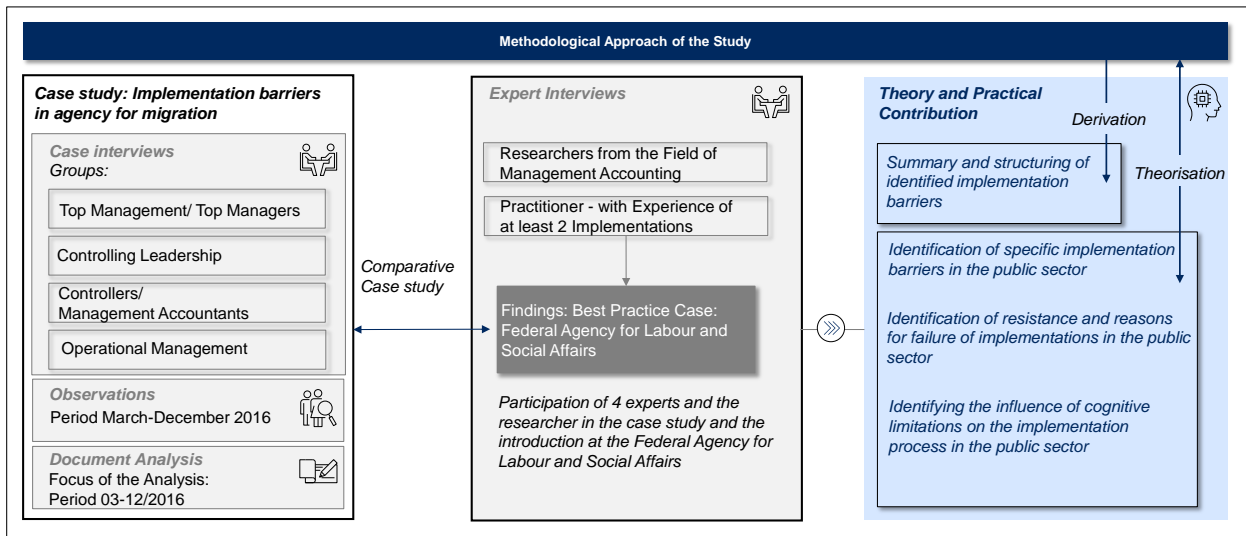 Methodological Approach of the Study
Case study: Implementation barriers
in agency for migration
Case interviews
Groups:
Top Management/ Top Managers
Controlling Leadership
Controllers/
Management Accountants
Operational Management
Observations
Period March-December 2016
Document Analysis
Focus of the Analysis:
Period 03-12/2016
Comparative
Case study
Expert Interviews
Researchers from the Field of
Management Accounting
Practitioner - with Experience of
at least 2 Implementations
Findings: Best Practice Case:
Federal Agency for Labour and
Social Affairs
Participation of 4 experts and the
researcher in the case study and the
introduction at the Federal Agency for
Labour and Social Affairs
Theory and Practical
Contribution
Derivation
Theorisation
Summary and structuring of
identified implementation
barriers
Identification of specific implementation
barriers in the public sector
Identification of resistance and reasons
for failure of implementations in the public
sector
Identifying the influence of cognitive
limitations on the implementation
process in the public sector